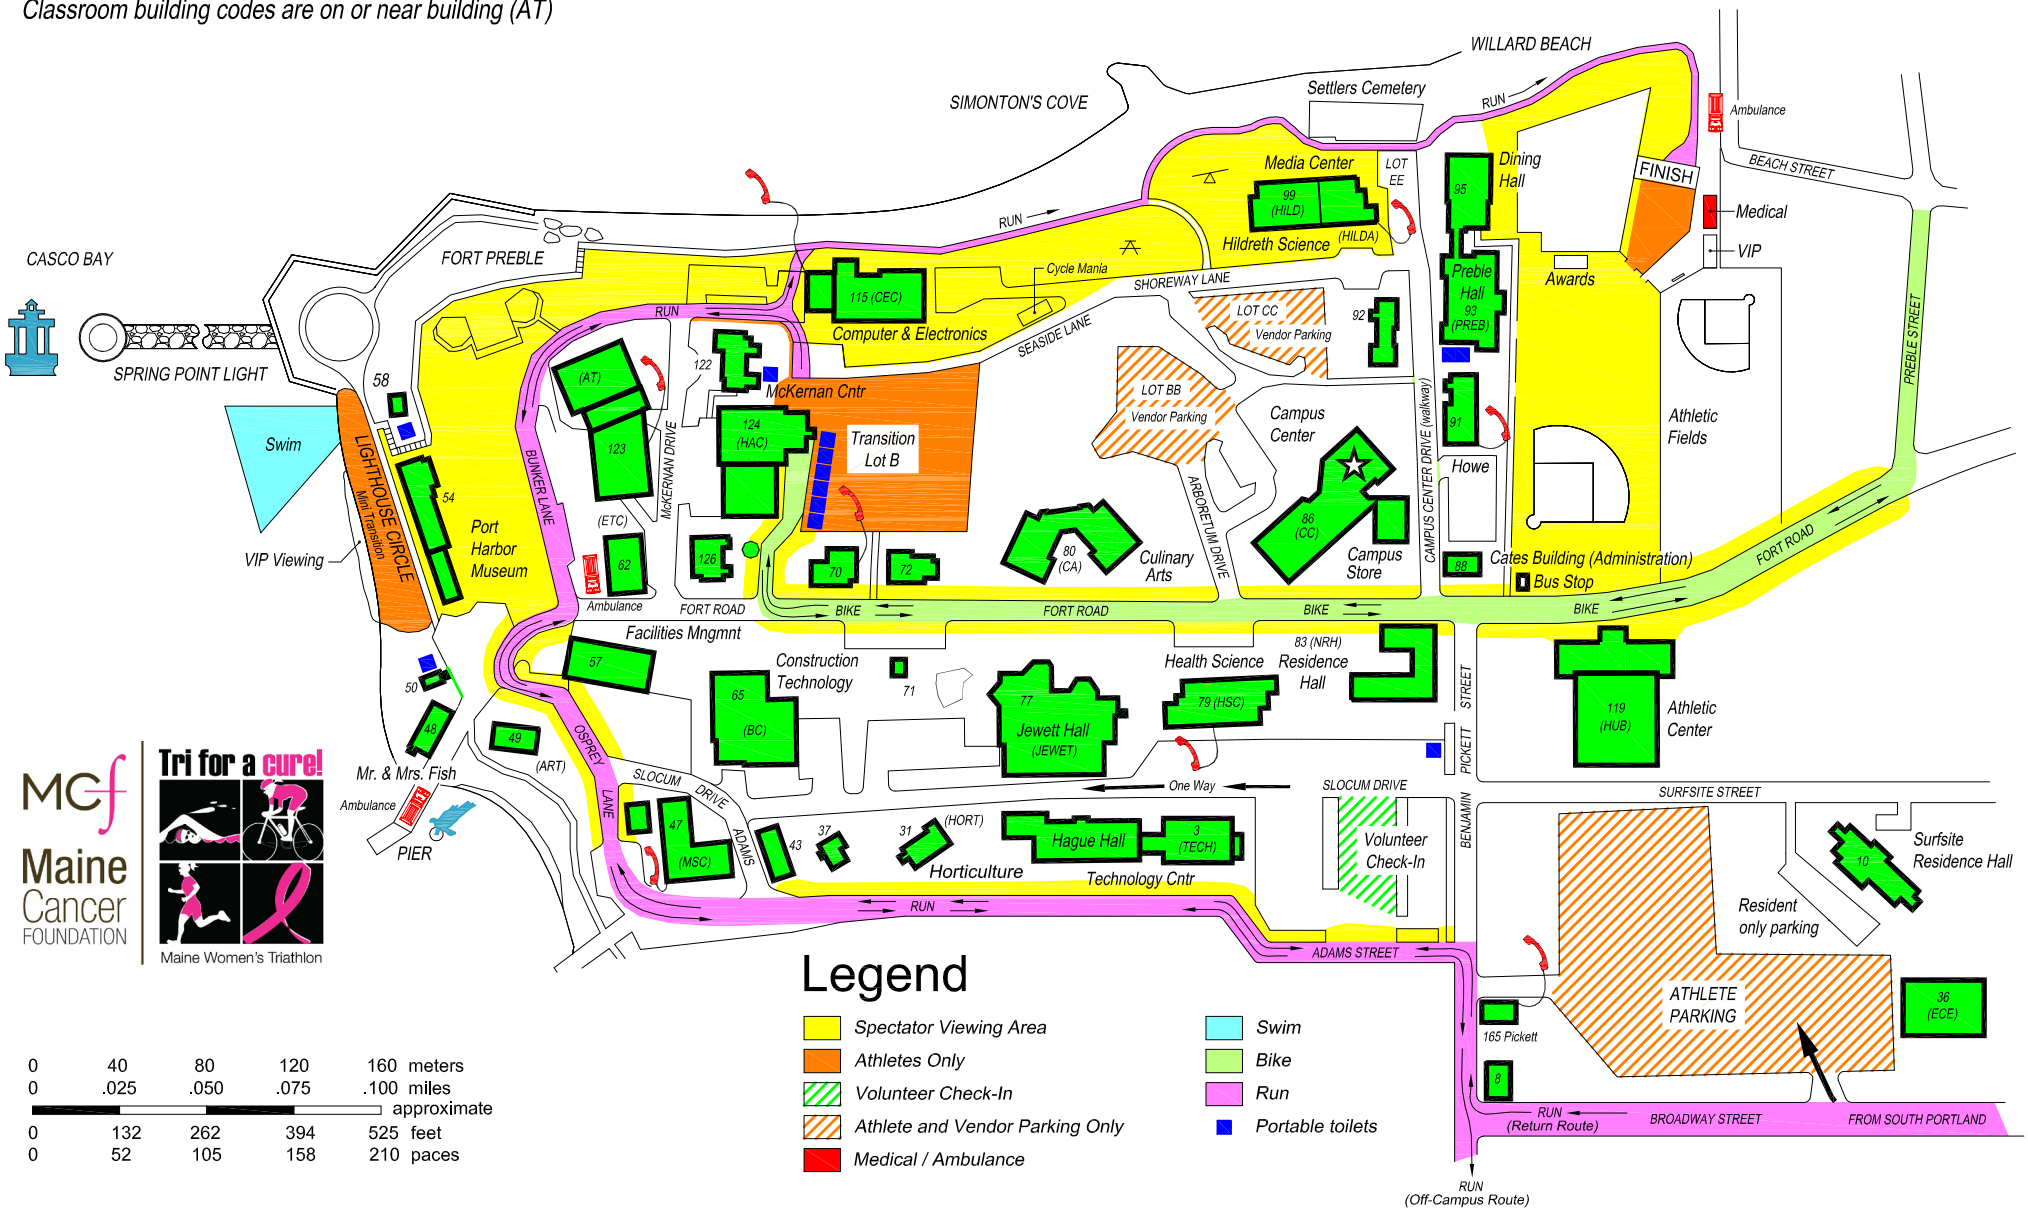 Classroom building codes are on or near building (AT)
WILLARD BEACH
SIMONTON'S COVE
Settlers Cemetery
RUN
Ambulance
BEACH STREET
FINISH
Medical
VIP
Media Center
LOT
EE
Dining
Hall
95
99
(HILD)
(HILDA)
Hildreth Science
RUN
CASCO BAY
FORT PREBLE
SPRING POINT LIGHT
58
Cycle Mania
SHOREWAY LANE
SEASIDE LANE
115 (CEC)
Computer & Electronics
RUN
Preble
Hall
93
(PREB)
Awards
LOT CC
Vendor Parking
92
PREBLE STREET
LOT BB
Vendor Parking
(AT)
122
McKernan Cntr
124
(HAC)
123
McKERNAN DRIVE
Transition
Lot B
Campus
Center
CAMPUS CENTER DRIVE (walkway)
91
Howe
Athletic
Fields
Swim
LIGHTHOUSE CIRCLE
Mini Transition
54
BUNKER LANE
Port
Harbor
Museum
VIP Viewing
(ETC)
62
126
70
72
80
(CA)
Culinary
Arts
ARBORETUM DRIVE
86
(CC)
Campus
Store
88
Cates Building (Administration)
Bus Stop
FORT ROAD
Ambulance
FORT ROAD
BIKE
FORT ROAD
BIKE
BIKE
Facilities Mngmnt
57
Construction
Technology
71
65
(BC)
77
Jewett Hall
(JEWET)
Health Science
79 (HSC)
83 (NRH)
Residence
Hall
BENJAMIN PICKETT STREET
119
(HUB)
Athletic
Center
50
48
49
(ART)
Mr. & Mrs. Fish
Ambulance
PIER
OSPREY LANE
SLOCUM DRIVE
ADAMS
One Way
SLOCUM DRIVE
SURFSITE STREET
47
(MSC)
43
37
31
(HORT)
Horticulture
Hague Hall
3
(TECH)
Technology Cntr
Volunteer
Check-In
10
Surfsite
Residence Hall
Resident
only parking
RUN
ADAMS STREET
ATHLETE
PARKING
36
(ECE)
165 Pickett
8
RUN
(Return Route)
BROADWAY STREET
FROM SOUTH PORTLAND
RUN
(Off-Campus Route)
MCf
Maine
Cancer
FOUNDATION
Tri for a cure!
Maine Women's Triathlon
Legend
Spectator Viewing Area
Athletes Only
Volunteer Check-In
Athlete and Vendor Parking Only
Medical / Ambulance
Swim
Bike
Run
Portable toilets
0 40 80 120 160 meters
0 .025 .050 .075 .100 miles
approximate
0 132 262 394 525 feet
0 52 105 158 210 paces